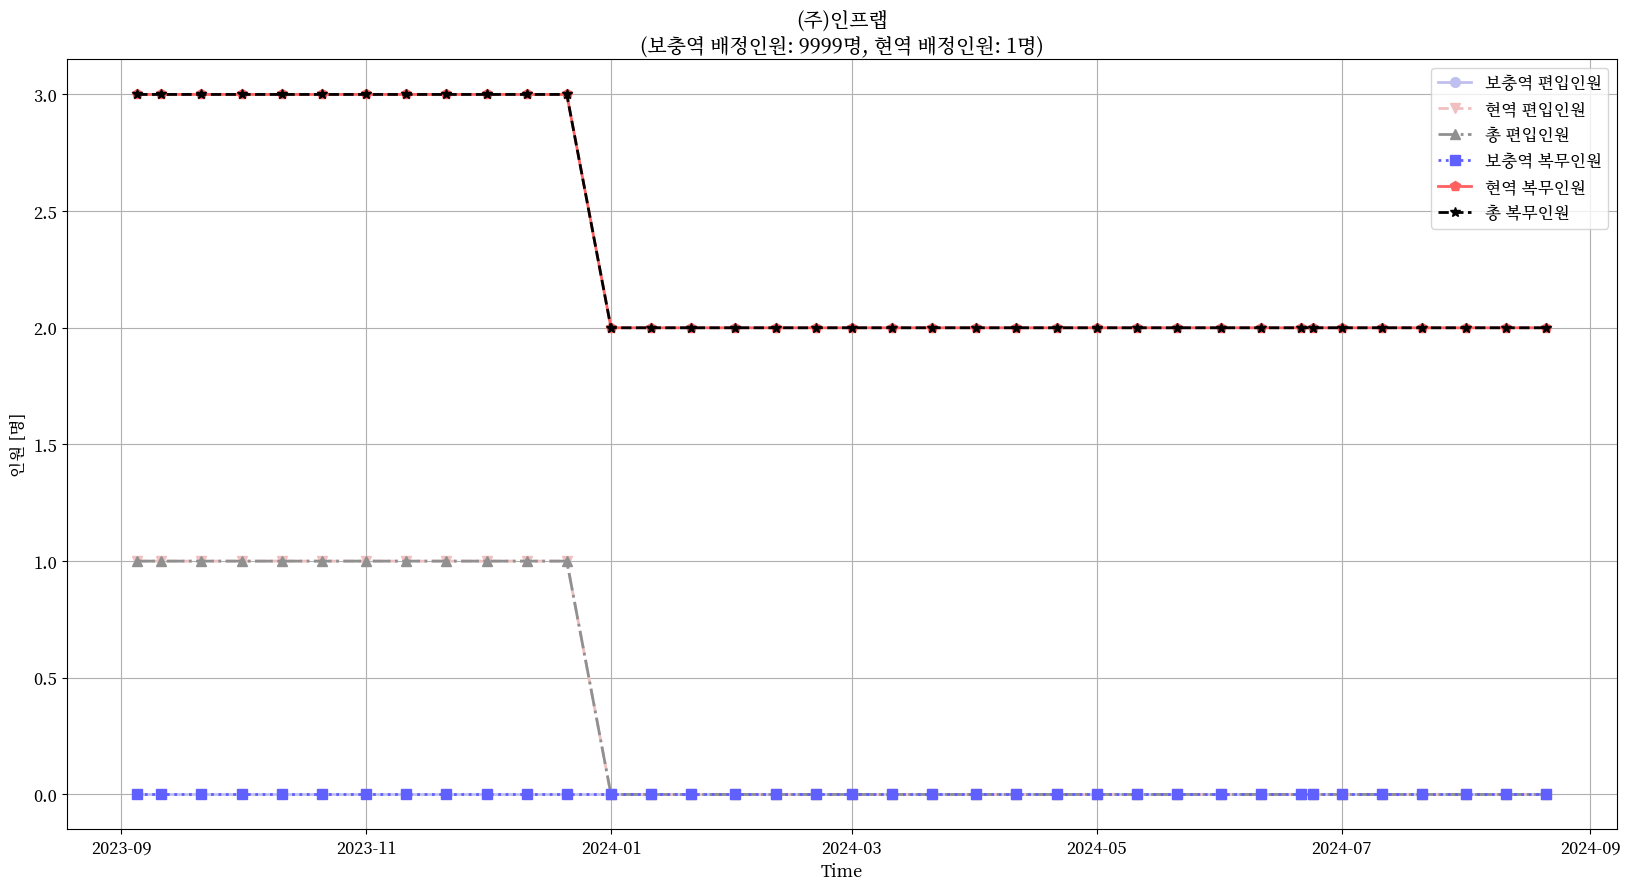 (주)인프랩
(보충역 배정인원: 9999명, 현역 배정인원: 1명)
보충역 편입인원
현역 편입인원
총 편입인원
보충역 복무인원
현역 복무인원
총 복무인원
인원 [명]
3.0
2.5
2.0
1.5
1.0
0.5
0.0
2023-09 2023-11 2024-01 2024-03 2024-05 2024-07 2024-09
Time